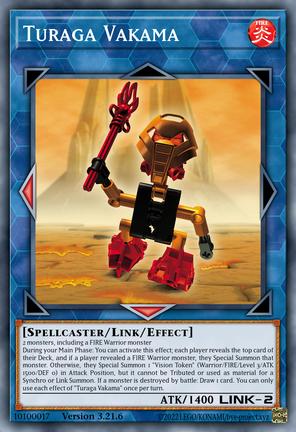 Turaga Vakama
FIRE
炎
[Spellcaster/Link/Effect]
2 monsters, including a FIRE Warrior monster
During your Main Phase: You can activate this effect; each player reveals the top card of
their Deck, and if a player revealed a FIRE Warrior monster, they Special Summon that
monster. Otherwise, they Special Summon 1 "Vision Token" (Warrior/FIRE/Level 3/ATK
1500/DEF 0) in Attack Position, but it cannot be Tributed or used as material for a
Synchro or Link Summon. If a monster is destroyed by battle: Draw 1 card. You can only
use each effect of "Turaga Vakama" once per turn.
ATK/1400 LINK-2
10100017 Version 3.21.6